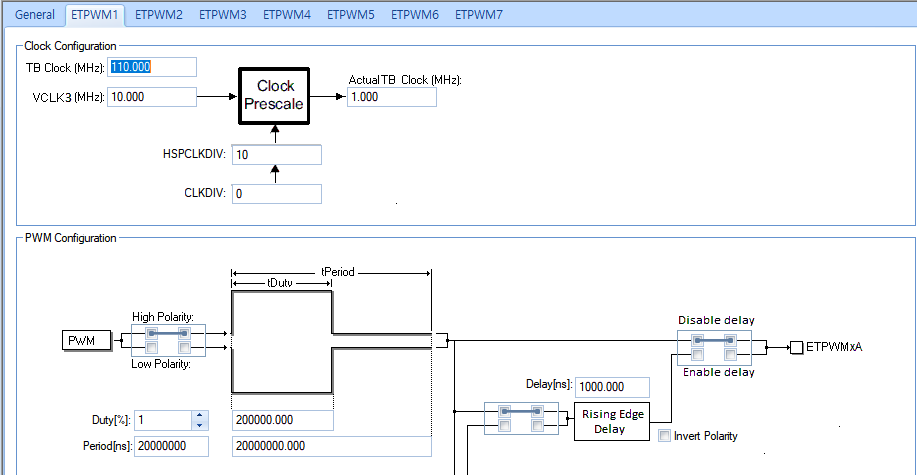 General ETPWM1 ETPWM2 ETPWM3 ETPWM4 ETPWM5 ETPWM6 ETPWM7
Clock Configuration
TB Clock (MHz): 110.000
VCLK3 (MHz): 10.000
Clock
Prescale
ActualTB Clock (MHz):
1.000
HSPCLKDIV: 10
CLKDIV: 0
PWM Configuration
tPeriod
tDuty
High Polarity:
PWM
Low Polarity:
Disable delay
ETPWMxA
Enable delay
Delay[ns]: 1000.000
Rising Edge
Delay
Invert Polarity
Duty[%]: 1 200000.000
Period[ns]: 20000000 20000000.000